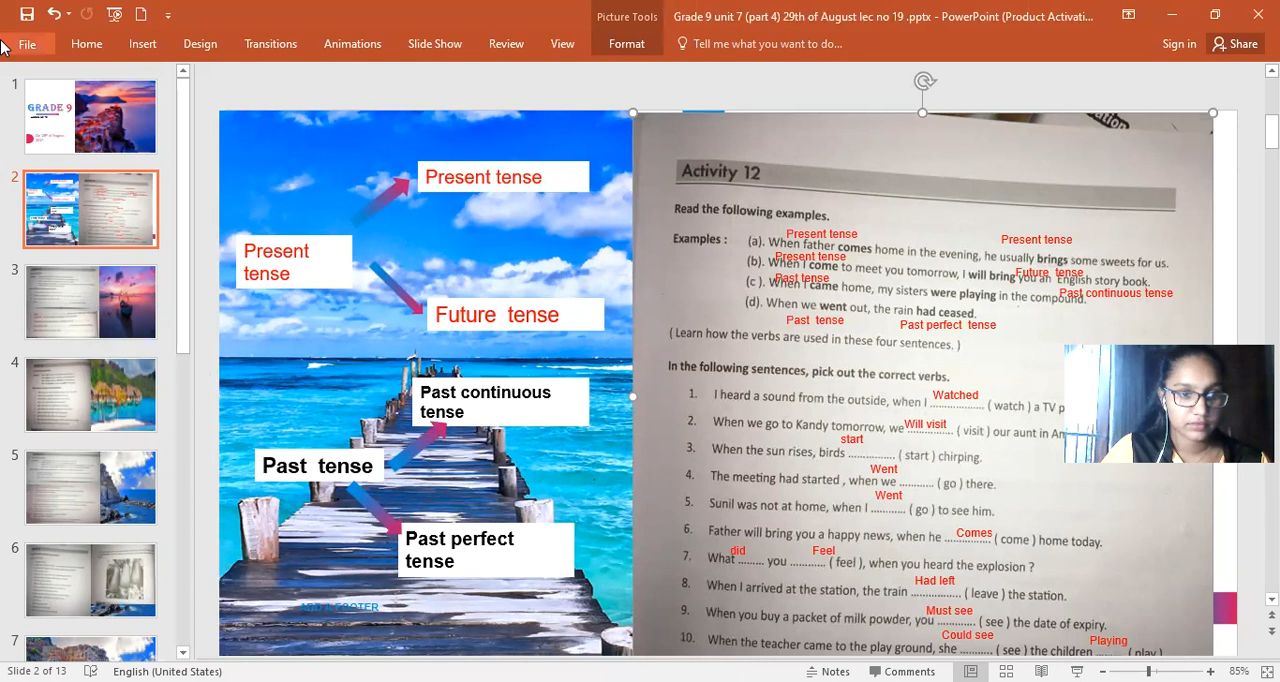 Picture Tools
Grade 9 unit 7 (part 4) 29th of August lec no 19 .pptx - PowerPoint (Product Activati...
File Home Insert Design Transitions Animations Slide Show Review View Format Tell me what you want to do... Sign in Share
1
GRADE 9
2
3
4
5
6
7
Present tense
Present
tense
Future tense
Past continuous
tense
Past tense
Past perfect
tense
Activity 12
Read the following examples.
Present tense Present tense
Examples : (a). When father comes home in the evening, he usually brings some sweets for us.
Present tense
(b). When I come to meet you tomorrow, I will bring you an English story book.
Past tense Future tense
(c ). When I came home, my sisters were playing in the compound.
Past continuous tense
(d). When we went out, the rain had ceased.
Past tense Past perfect tense
( Learn how the verbs are used in these four sentences. )
In the following sentences, pick out the correct verbs.
Watched
1. I heard a sound from the outside, when I .................. ( watch ) a TV
Will visit
2. When we go to Kandy tomorrow, we ............... ( visit ) our aunt in
start
3. When the sun rises, birds .............. ( start ) chirping.
Went
4. The meeting had started , when we .......... ( go ) there.
Went
5. Sunil was not at home, when I .......... ( go ) to see him.
Comes
6. Father will bring you a happy news, when he ............. ( come ) home today.
did Feel
7. What ........ you ........... ( feel ), when you heard the explosion ?
Had left
8. When I arrived at the station, the train ............... ( leave ) the station.
Must see
9. When you buy a packet of milk powder, you ............ ( see ) the date of expiry.
Could see Playing
10. When the teacher came to the play ground, she .......... ( see ) the children ...... ( play )
Slide 2 of 13 English (United States) Notes Comments 85%